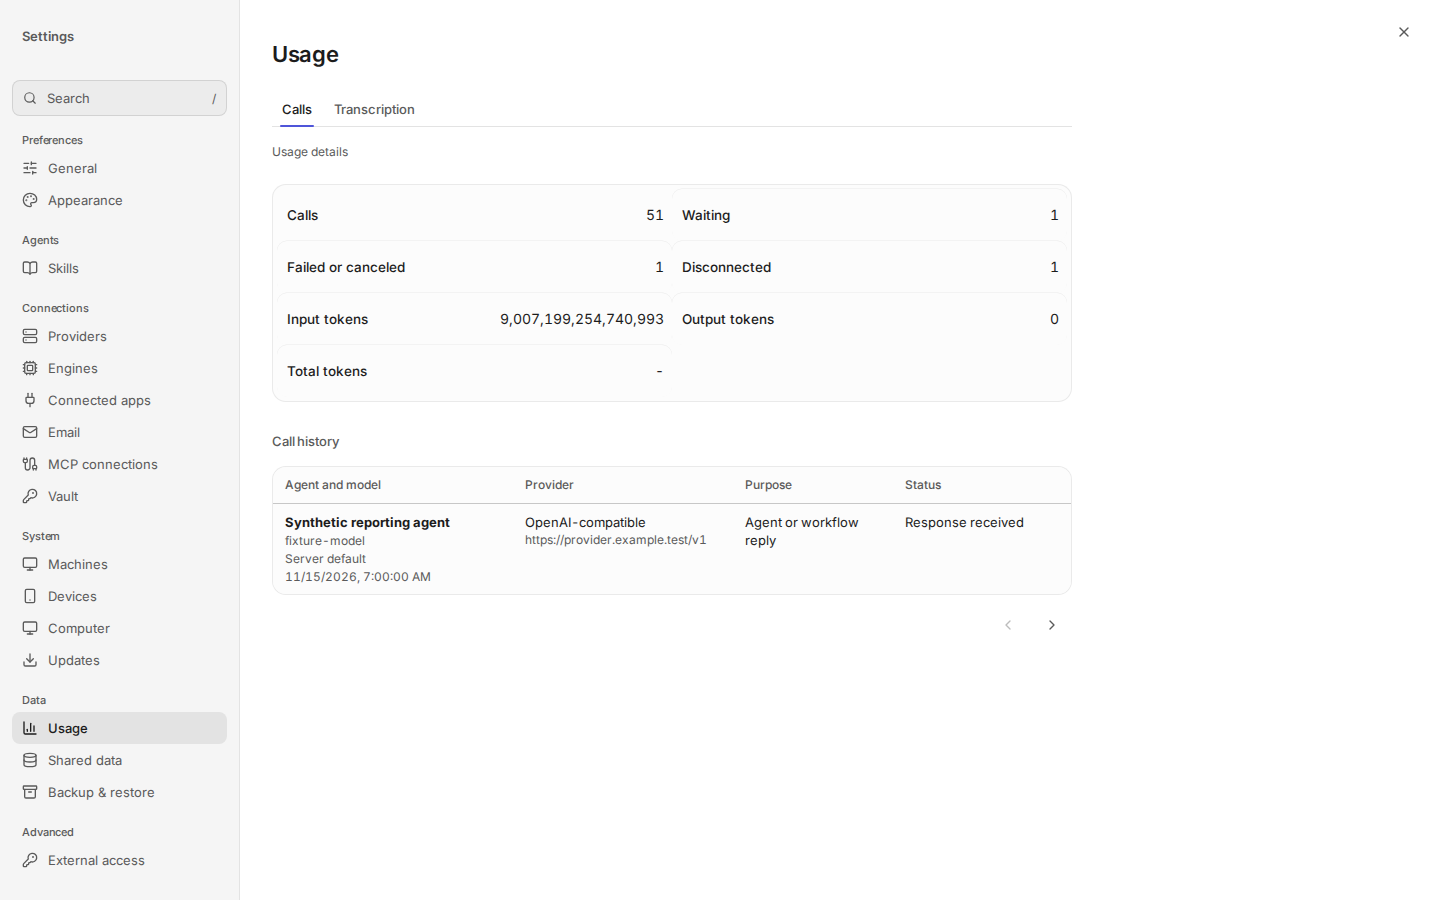 Settings
Search /
Preferences
General
Appearance
Agents
Skills
Connections
Providers
Engines
Connected apps
Email
MCP connections
Vault
System
Machines
Devices
Computer
Updates
Data
Usage
Shared data
Backup & restore
Advanced
External access
Usage
Calls Transcription
Usage details
Calls 51 Waiting 1
Failed or canceled 1 Disconnected 1
Input tokens 9,007,199,254,740,993 Output tokens 0
Total tokens -
Call history
Agent and model Provider Purpose Status
Synthetic reporting agent OpenAI-compatible Agent or workflow Response received
fixture-model https://provider.example.test/v1 reply
Server default
11/15/2026, 7:00:00 AM